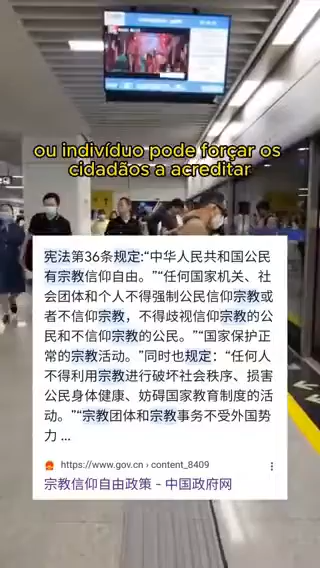 ou indivíduo pode forçar os
cidadãos a acreditar
宪法第36条规定:“中华人民共和国公民
有宗教信仰自由。”“任何国家机关、社
会团体和个人不得强制公民信仰宗教或
者不信仰宗教，不得歧视信仰宗教的公
民和不信仰宗教的公民。”“国家保护正
常的宗教活动。”同时也规定：“任何人
不得利用宗教进行破坏社会秩序、损害
公民身体健康、妨碍国家教育制度的活
动。”“宗教团体和宗教事务不受外国势
力 ...
https://www.gov.cn › content_8409
宗教信仰自由政策 - 中国政府网